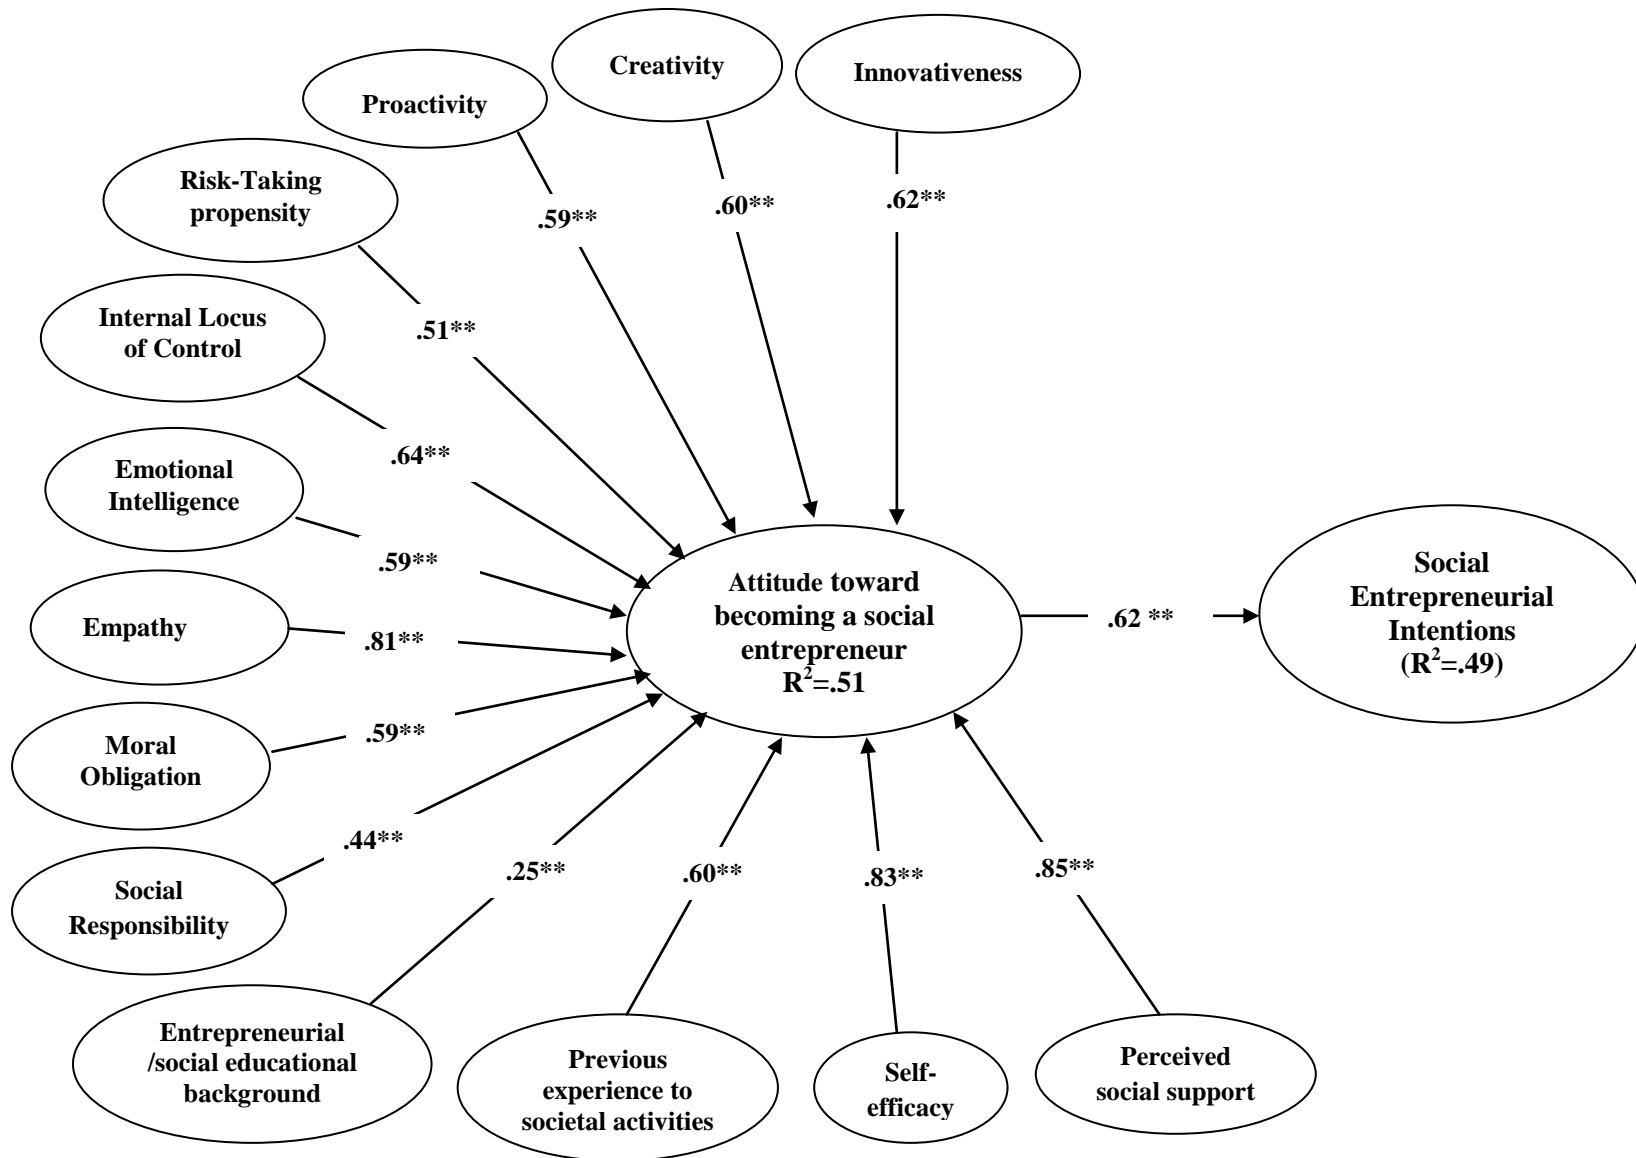 Creativity
Innovativeness
Proactivity
Risk-Taking
propensity
.59**
.60**
.62**
Internal Locus
of Control
.51**
.64**
Emotional
Intelligence
.59**
Empathy
.81**
Attitude toward
becoming a social
entrepreneur
R²=.51
.62 **
Social
Entrepreneurial
Intentions
(R²=.49)
Moral
Obligation
.59**
Social
Responsibility
.44**
.25**
.60**
.83**
.85**
Entrepreneurial
/social educational
background
Previous
experience to
societal activities
Self-
efficacy
Perceived
social support